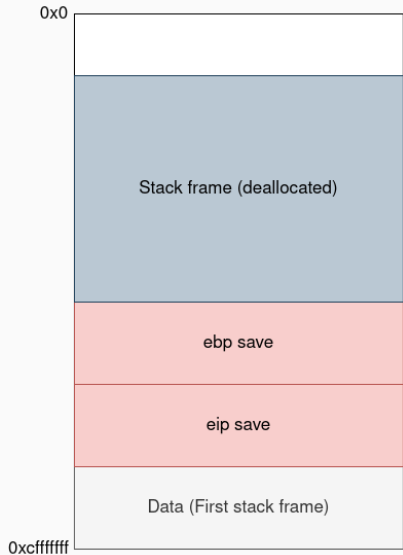 0x0
Stack frame (deallocated)
ebp save
eip save
Data (First stack frame)
0xcfffffff